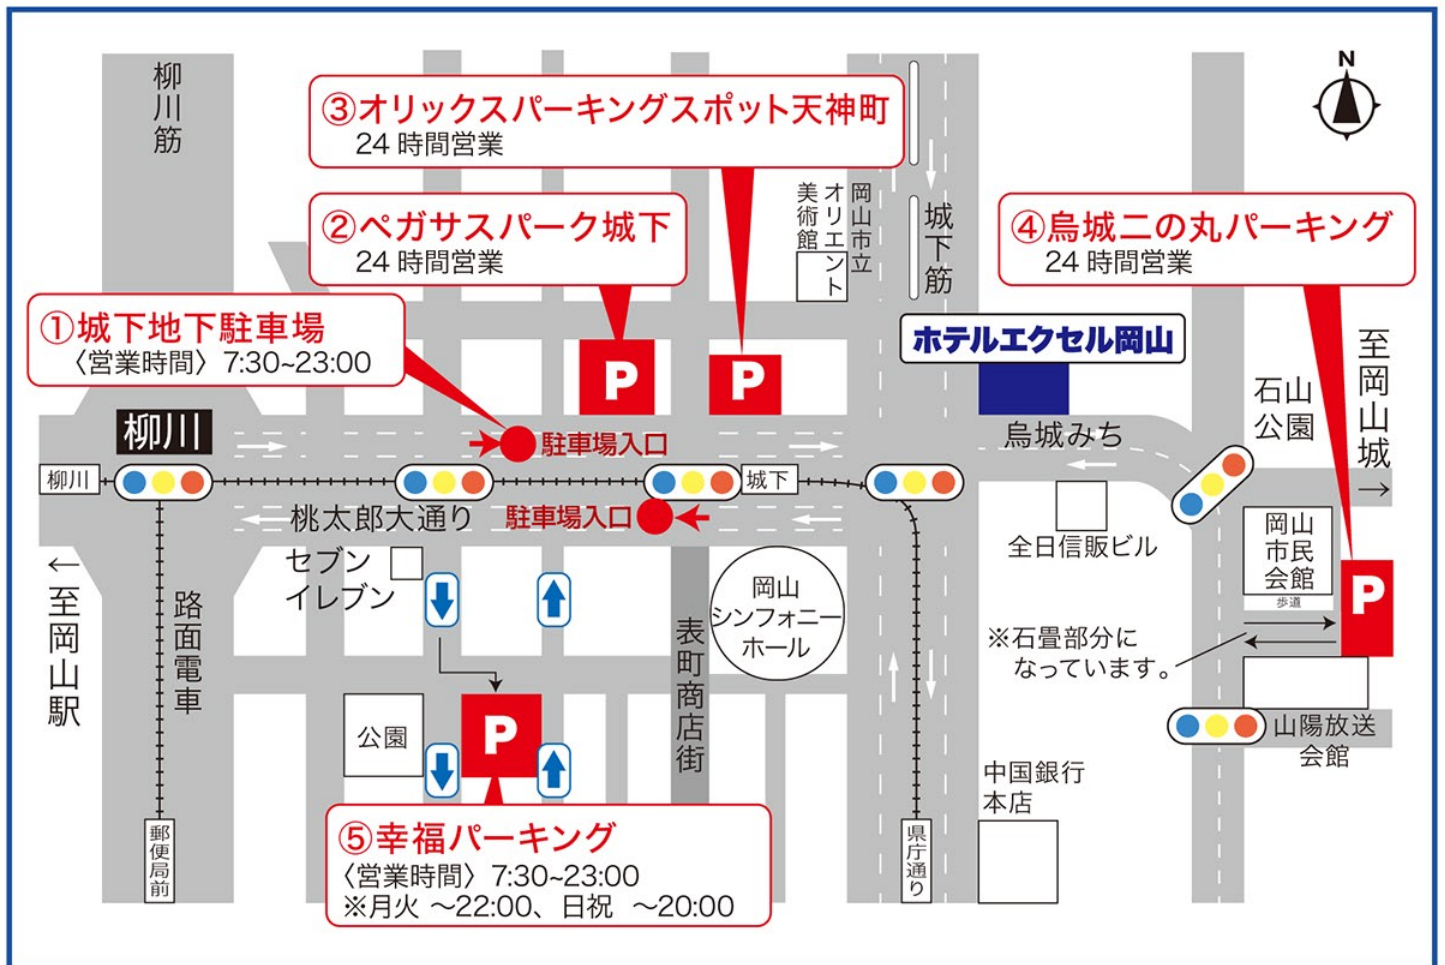 N
柳川筋
③オリックスパーキングスポット天神町
24 時間営業
②ペガサスパーク城下
24 時間営業
岡山市立
オリエント
美術館
城下筋
④烏城二の丸パーキング
24 時間営業
①城下地下駐車場
〈営業時間〉7:30~23:00
P
P
ホテルエクセル岡山
至岡山城
→
石山
公園
柳川
駐車場入口
烏城みち
柳川
城下
桃太郎大通り
駐車場入口
全日信販ビル
岡山
市民
会館
歩道
P
セブン
イレブン
←至岡山駅
路面電車
岡山
シンフォニー
ホール
表町商店街
※石畳部分に
なっています。
公園
P
山陽放送
会館
中国銀行
本店
郵便局前
県庁通り
⑤幸福パーキング
〈営業時間〉7:30~23:00
※月火 ～22:00、日祝 ～20:00